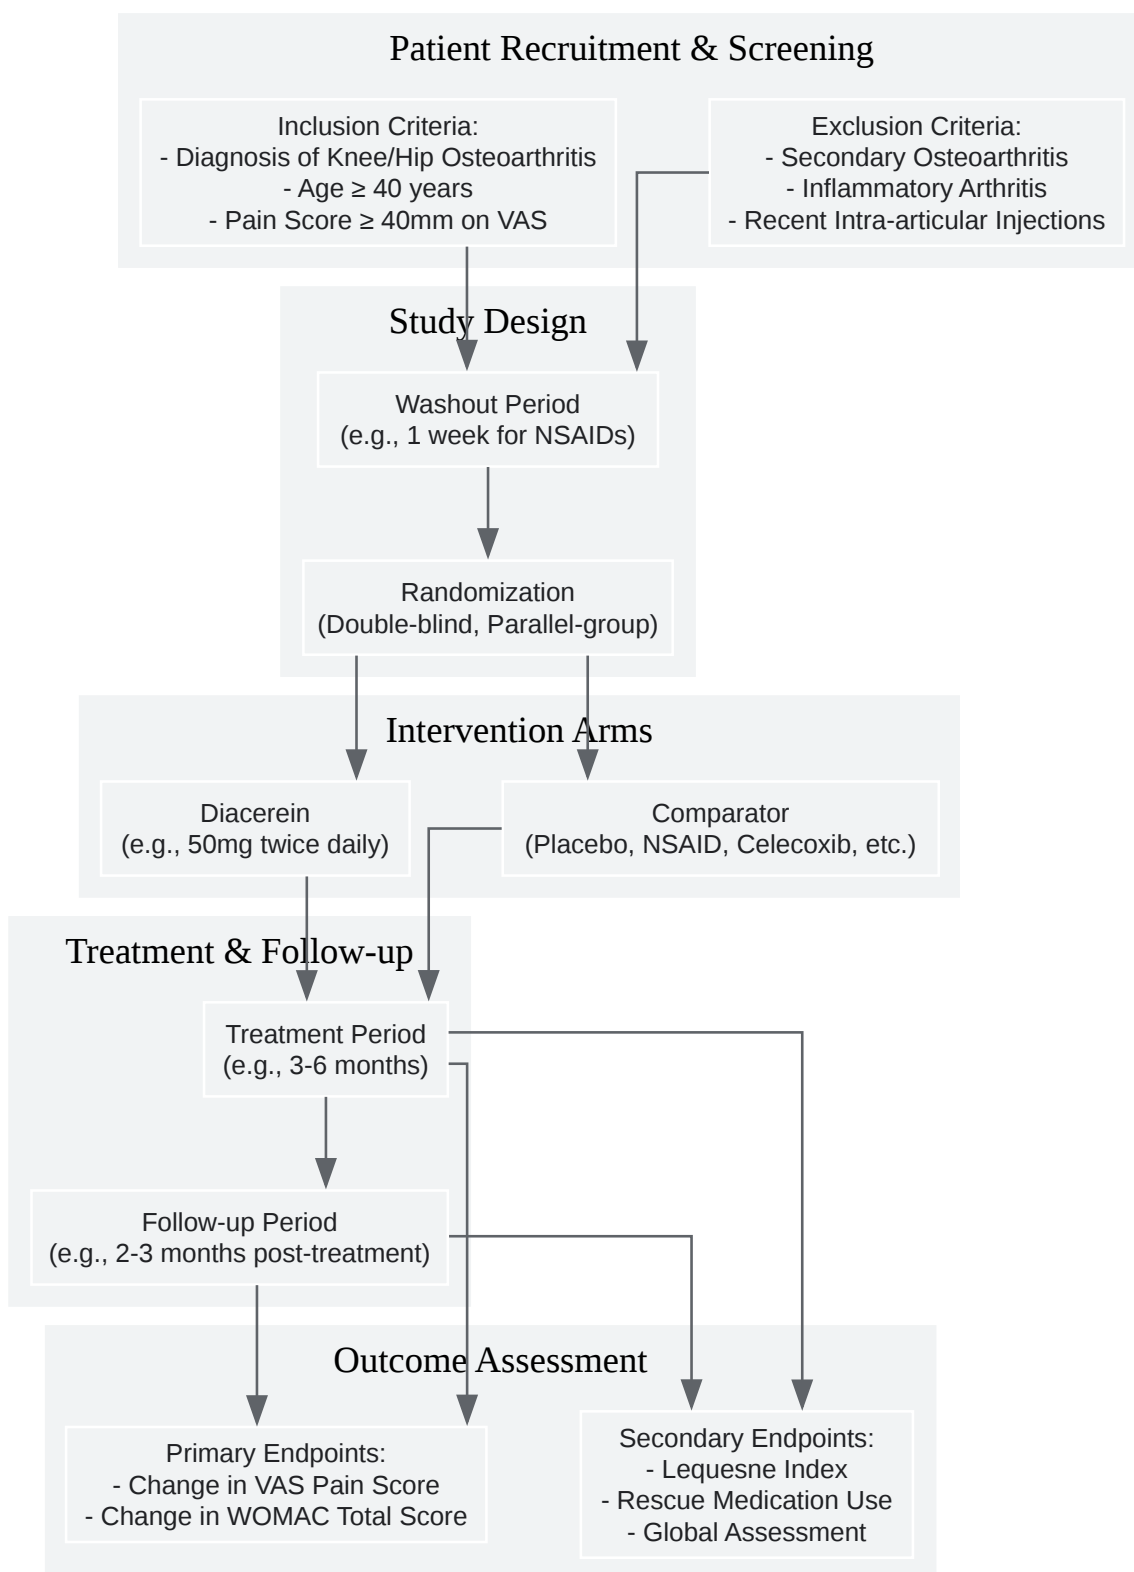 Patient Recruitment & Screening
Inclusion Criteria:
- Diagnosis of Knee/Hip Osteoarthritis
- Age ≥ 40 years
- Pain Score ≥ 40mm on VAS
Exclusion Criteria:
- Secondary Osteoarthritis
- Inflammatory Arthritis
- Recent Intra-articular Injections
Study Design
Washout Period
(e.g., 1 week for NSAIDs)
Randomization
(Double-blind, Parallel-group)
Intervention Arms
Diacerein
(e.g., 50mg twice daily)
Comparator
(Placebo, NSAID, Celecoxib, etc.)
Treatment & Follow-up
Treatment Period
(e.g., 3-6 months)
Follow-up Period
(e.g., 2-3 months post-treatment)
Outcome Assessment
Primary Endpoints:
- Change in VAS Pain Score
- Change in WOMAC Total Score
Secondary Endpoints:
- Lequesne Index
- Rescue Medication Use
- Global Assessment